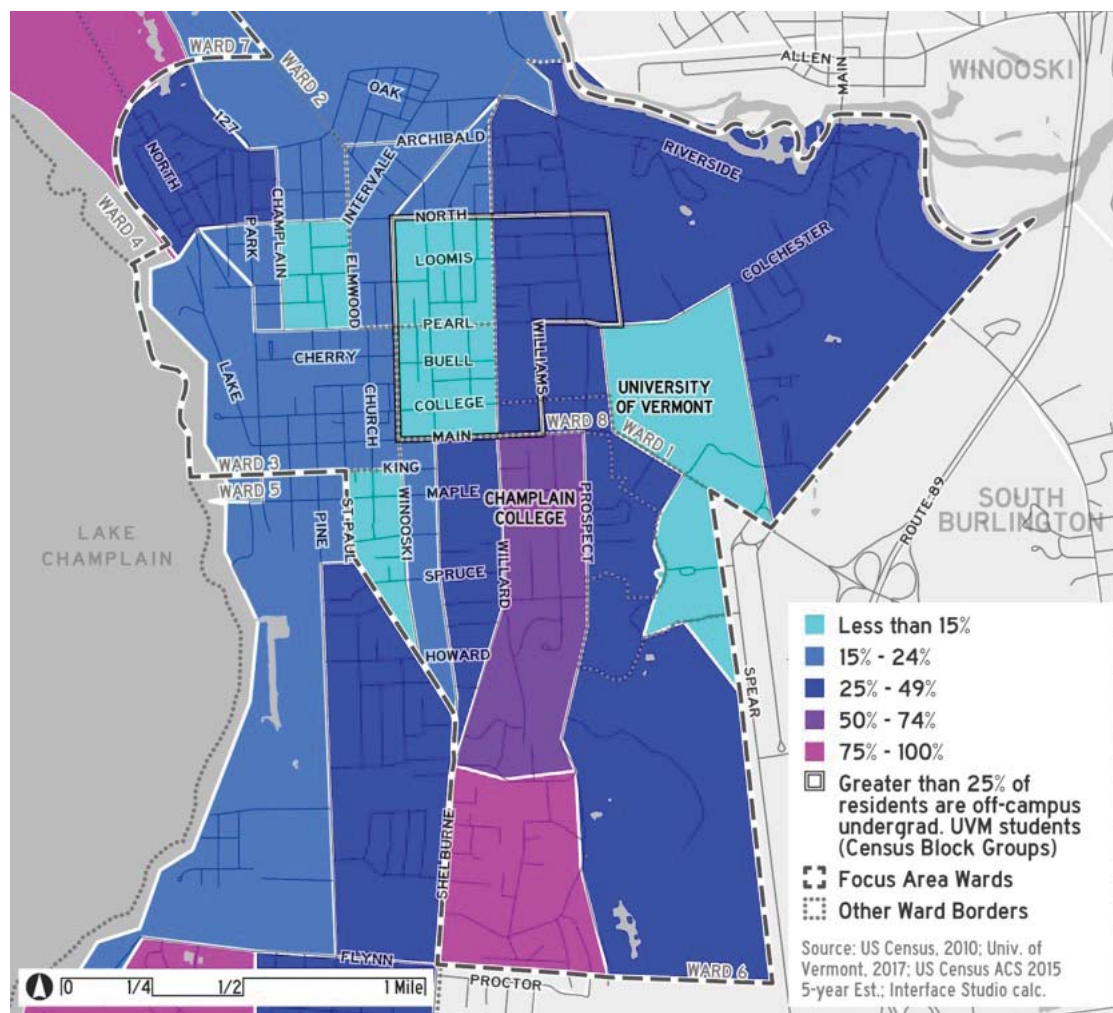 WARD 7
WARD 2
ALLEN
MAIN
WINOOSKI
OAK
127
ARCHIBALD
NORTH
INTERVALE
RIVERSIDE
WARD 4
PARK
CHAMPLAIN
NORTH
ELMWOOD
LOOMIS
COLCHESTER
PEARL
CHERRY
WILLIAMS
BUELL
LAKE
UNIVERSITY
OF VERMONT
CHURCH
COLLEGE
MAIN
WARD 8
WARD 1
WARD 3
WARD 5
KING
ST PAUL
WINOOSKI
MAPLE
CHAMPLAIN
COLLEGE
PROSPECT
PINE
LAKE
CHAMPLAIN
SOUTH
BURLINGTON
ROUTE-89
SPRUCE
WILLARD
HOWARD
SPEAR
SHELBURNE
FLYNN
PROCTOR
WARD 6
Less than 15%
15% - 24%
25% - 49%
50% - 74%
75% - 100%
Greater than 25% of
residents are off-campus
undergrad. UVM students
(Census Block Groups)
Focus Area Wards
Other Ward Borders
Source: US Census, 2010; Univ. of
Vermont, 2017; US Census ACS 2015
5-year Est.; Interface Studio calc.
0 1/4 1/2 1 Mile